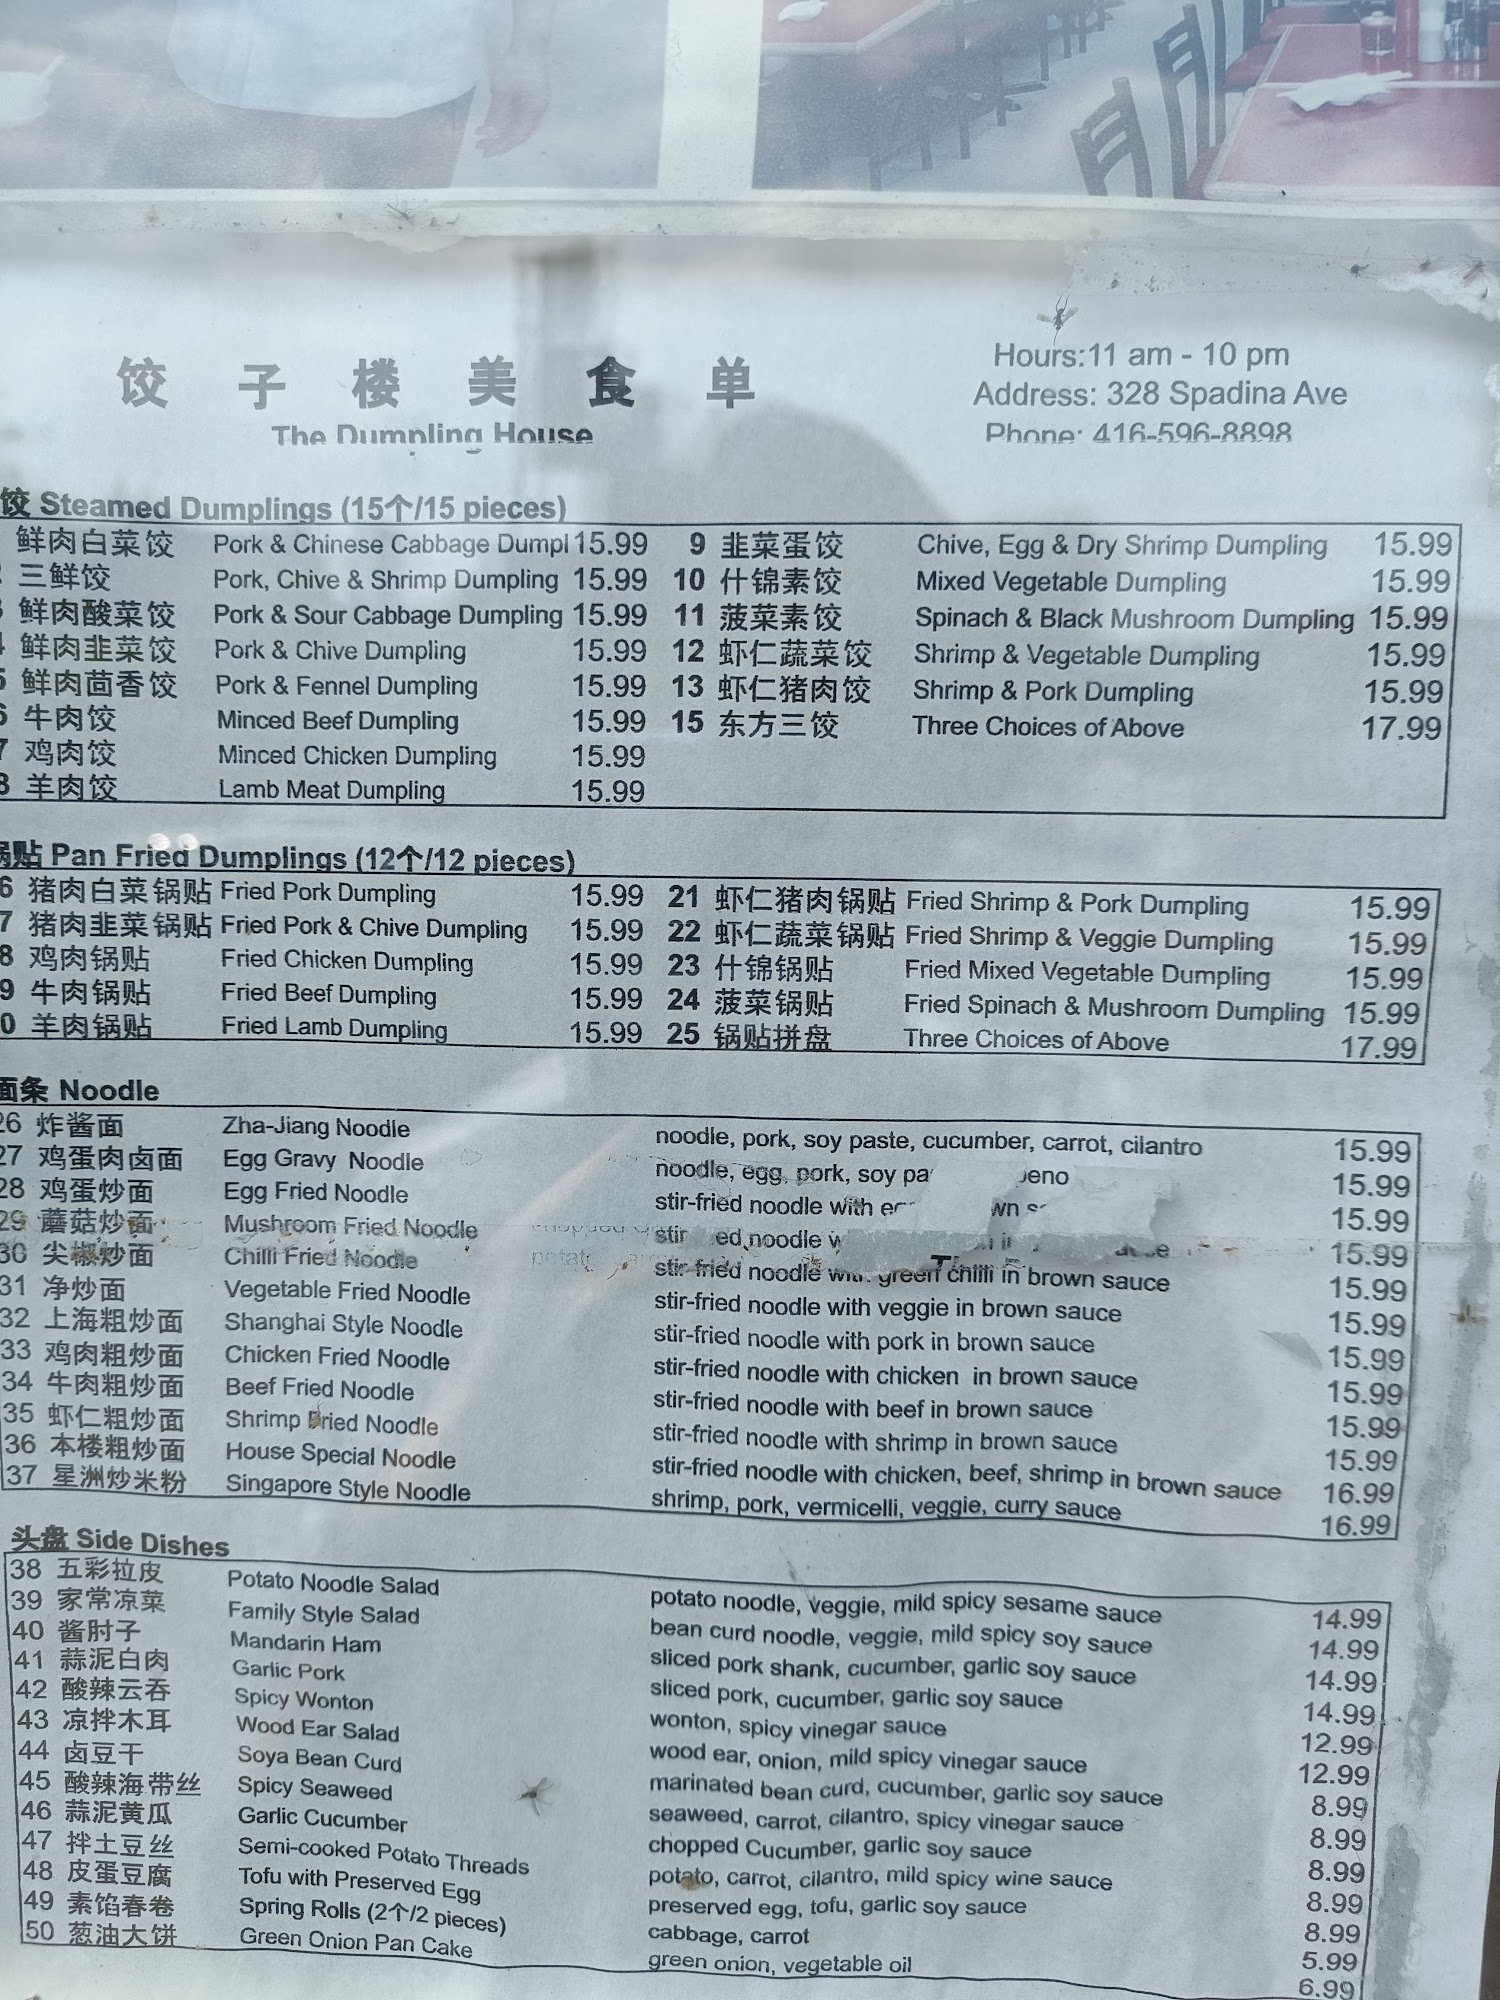 饺子楼美食单
The Dumpling House
Hours:11 am - 10 pm
Address: 328 Spadina Ave
Phone: 416-596-8898
饺 Steamed Dumplings (15个/15 pieces)
鲜肉白菜饺 Pork & Chinese Cabbage Dumpl 15.99 9 韭菜蛋饺 Chive, Egg & Dry Shrimp Dumpling 15.99
三鲜饺 Pork, Chive & Shrimp Dumpling 15.99 10 什锦素饺 Mixed Vegetable Dumpling 15.99
鲜肉酸菜饺 Pork & Sour Cabbage Dumpling 15.99 11 菠菜素饺 Spinach & Black Mushroom Dumpling 15.99
鲜肉韭菜饺 Pork & Chive Dumpling 15.99 12 虾仁蔬菜饺 Shrimp & Vegetable Dumpling 15.99
鲜肉茴香饺 Pork & Fennel Dumpling 15.99 13 虾仁猪肉饺 Shrimp & Pork Dumpling 15.99
6 牛肉饺 Minced Beef Dumpling 15.99 15 东方三饺 Three Choices of Above 17.99
7 鸡肉饺 Minced Chicken Dumpling 15.99
8 羊肉饺 Lamb Meat Dumpling 15.99
锅贴 Pan Fried Dumplings (12个/12 pieces)
6 猪肉白菜锅贴 Fried Pork Dumpling 15.99 21 虾仁猪肉锅贴 Fried Shrimp & Pork Dumpling 15.99
7 猪肉韭菜锅贴 Fried Pork & Chive Dumpling 15.99 22 虾仁蔬菜锅贴 Fried Shrimp & Veggie Dumpling 15.99
8 鸡肉锅贴 Fried Chicken Dumpling 15.99 23 什锦锅贴 Fried Mixed Vegetable Dumpling 15.99
9 牛肉锅贴 Fried Beef Dumpling 15.99 24 菠菜锅贴 Fried Spinach & Mushroom Dumpling 15.99
0 羊肉锅贴 Fried Lamb Dumpling 15.99 25 锅贴拼盘 Three Choices of Above 17.99
面条 Noodle
26 炸酱面 Zha-Jiang Noodle noodle, pork, soy paste, cucumber, carrot, cilantro 15.99
27 鸡蛋肉卤面 Egg Gravy Noodle noodle, egg, pork, soy 15.99
28 鸡蛋炒面 Egg Fried Noodle stir-fried noodle with 15.99
29 蘑菇炒面 Mushroom Fried Noodle noodle 15.99
30 尖椒炒面 Chilli Fried Noodle stir-fried noodle with green chilli in brown sauce 15.99
31 净炒面 Vegetable Fried Noodle stir-fried noodle with veggie in brown sauce 15.99
32 上海粗炒面 Shanghai Style Noodle stir-fried noodle with pork in brown sauce 15.99
33 鸡肉粗炒面 Chicken Fried Noodle stir-fried noodle with chicken in brown sauce 15.99
34 牛肉粗炒面 Beef Fried Noodle stir-fried noodle with beef in brown sauce 15.99
35 虾仁粗炒面 Shrimp Fried Noodle stir-fried noodle with shrimp in brown sauce 15.99
36 本楼粗炒面 House Special Noodle stir-fried noodle with chicken, beef, shrimp in brown sauce 16.99
37 星洲炒米粉 Singapore Style Noodle shrimp, pork, vermicelli, veggie, curry sauce 16.99
头盘 Side Dishes
38 五彩拉皮 Potato Noodle Salad potato noodle, veggie, mild spicy sesame sauce 14.99
39 家常凉菜 Family Style Salad bean curd noodle, veggie, mild spicy soy sauce 14.99
40 酱肘子 Mandarin Ham sliced pork shank, cucumber, garlic soy sauce 14.99
41 蒜泥白肉 Garlic Pork sliced pork, cucumber, garlic soy sauce 14.99
42 酸辣云吞 Spicy Wonton wonton, spicy vinegar sauce 12.99
43 凉拌木耳 Wood Ear Salad wood ear, onion, mild spicy vinegar sauce 12.99
44 卤豆干 Soya Bean Curd marinated bean curd, cucumber, garlic soy sauce 8.99
45 酸辣海带丝 Spicy Seaweed seaweed, carrot, cilantro, spicy vinegar sauce 8.99
46 蒜泥黄瓜 Garlic Cucumber chopped Cucumber, garlic soy sauce 8.99
47 拌土豆丝 Semi-cooked Potato Threads potato, carrot, cilantro, mild spicy wine sauce 8.99
48 皮蛋豆腐 Tofu with Preserved Egg preserved egg, tofu, garlic soy sauce 8.99
49 素馅春卷 Spring Rolls (2个/2 pieces) cabbage, carrot 5.99
50 葱油大饼 Green Onion Pan Cake green onion, vegetable oil 6.99